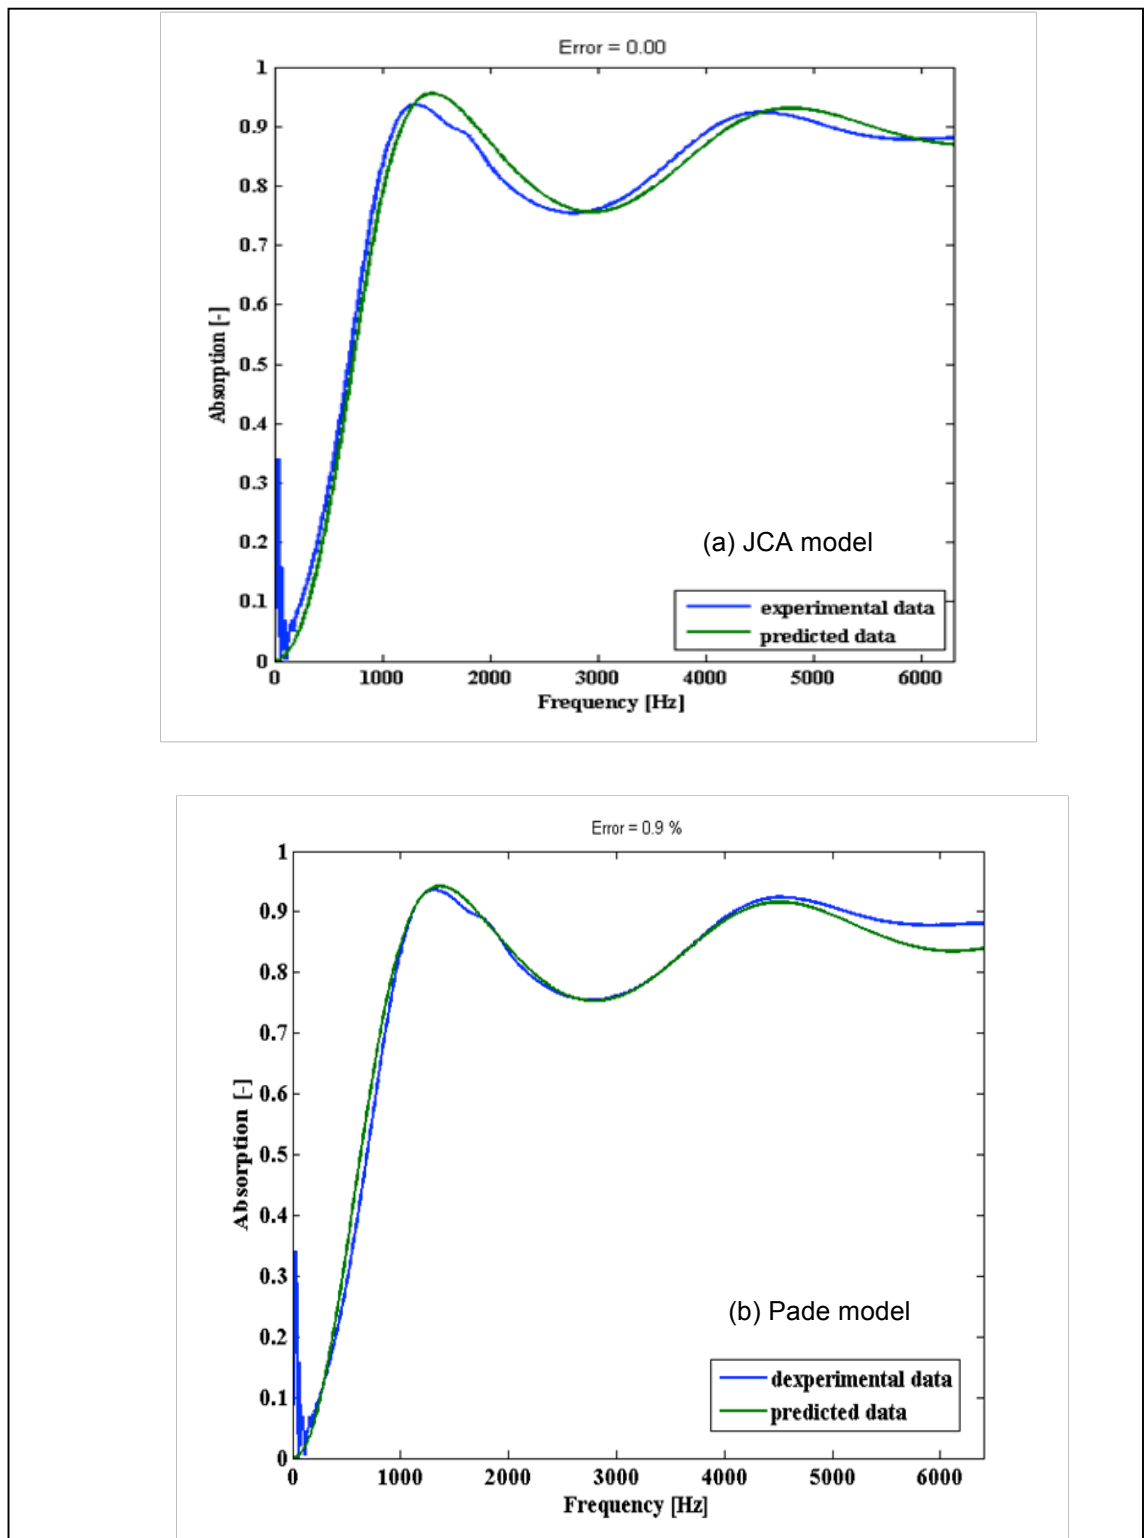 Error = 0.00
1
0.9
0.8
0.7
0.6
0.5
0.4
0.3
0.2
0.1
0
Absorption [-]
(a) JCA model
experimental data
predicted data
0 1000 2000 3000 4000 5000 6000
Frequency [Hz]
Error = 0.9 %
1
0.9
0.8
0.7
0.6
0.5
0.4
0.3
0.2
0.1
0
Absorption [-]
(b) Pade model
dexperimental data
predicted data
0 1000 2000 3000 4000 5000 6000
Frequency [Hz]